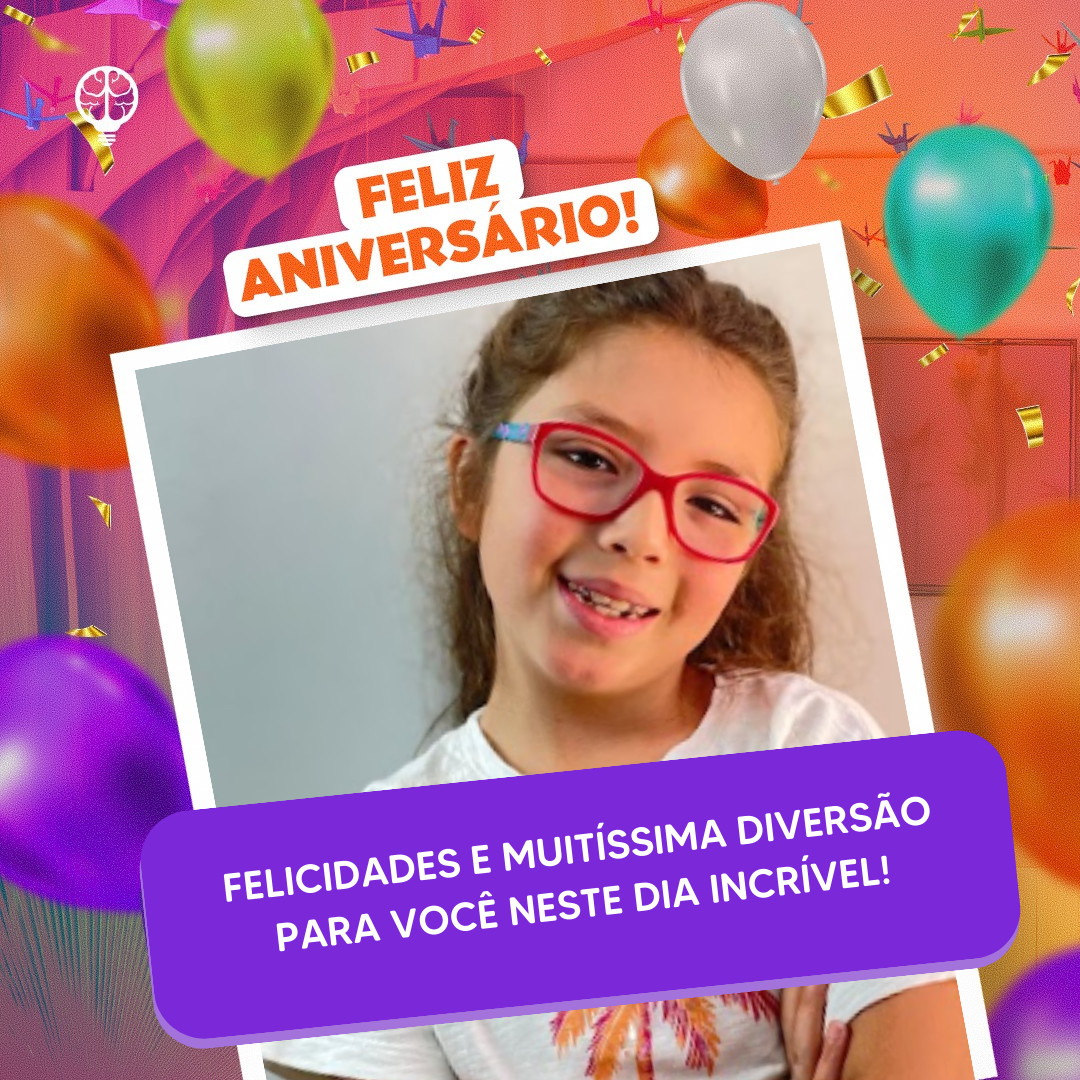 FELIZ
ANIVERSÁRIO!
FELICIDADES E MUITÍSSIMA DIVERSÃO
PARA VOCÊ NESTE DIA INCRÍVEL!